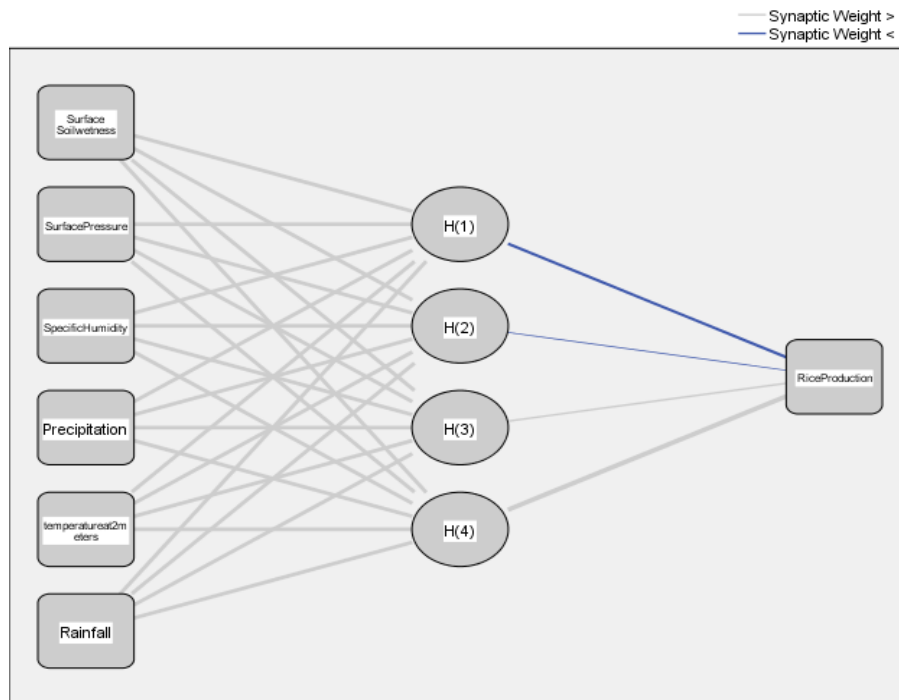 Synaptic Weight >
Synaptic Weight <
Surface
Soilwetness
SurfacePressure
SpecificHumidity
Precipitation
temperatureat2m
eters
Rainfall
H(1)
H(2)
H(3)
H(4)
RiceProduction